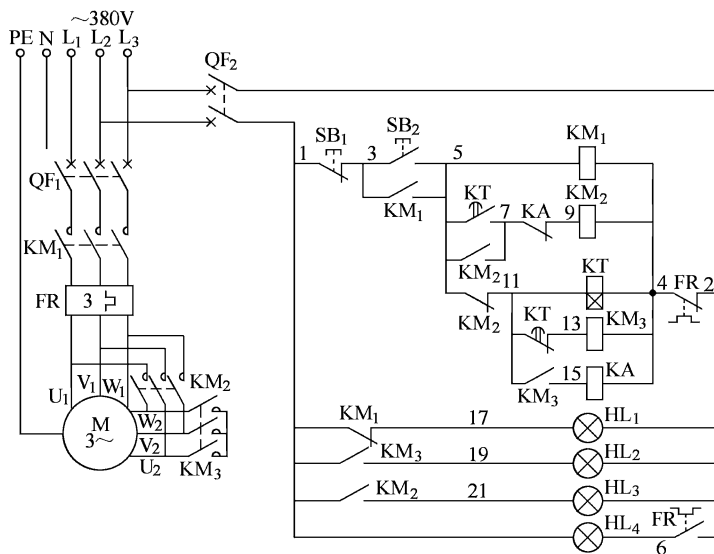 ~380V
PE N L1 L2 L3
QF2
SB1 SB2 KM1
1 3 5
KM1 KT KM2
7 KA 9
QF1
KM2
11 KT 4 FR 2
KM1
KM2
FR 3 KT 13 KM3
15 KA
KM3
U1 V1 W1 KM2
M
3~
W2
V2
U2 KM3
KM1 17 HL1
KM3 19 HL2
KM2 21 HL3
HL4 FR
6